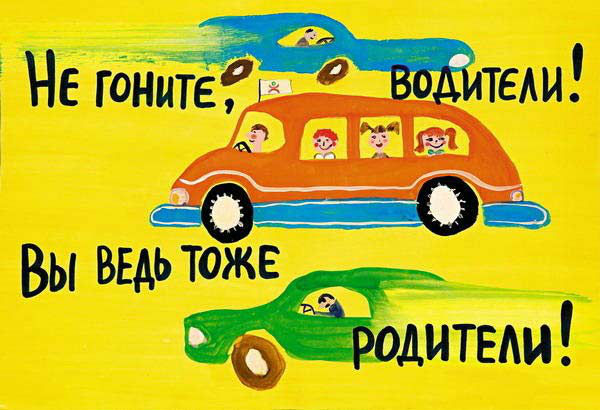 Не гоните, водители!
Вы ведь тоже
родители!